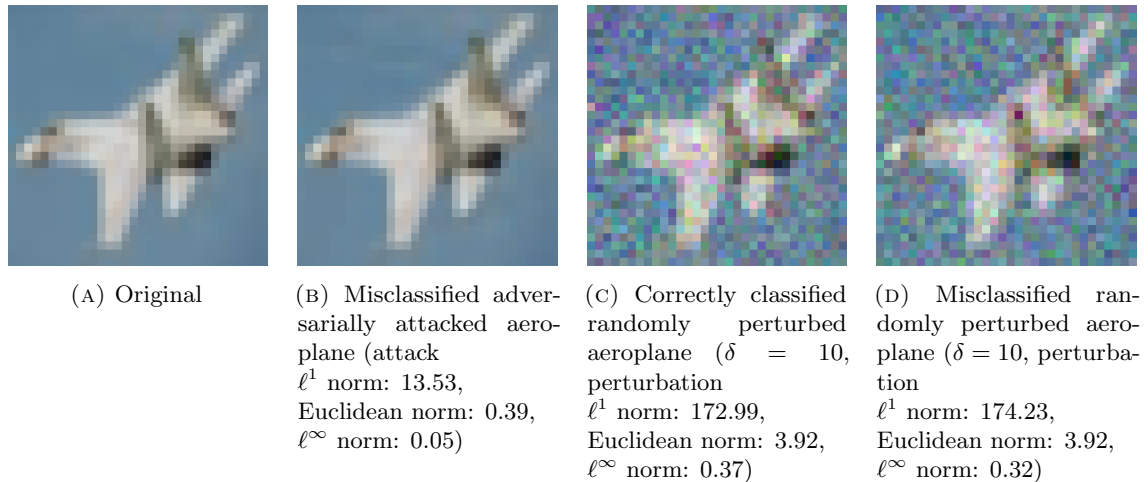 (A) Original
(B) Misclassified adver-
sarially attacked aero-
plane (attack
ℓ¹ norm: 13.53,
Euclidean norm: 0.39,
ℓ∞ norm: 0.05)
(C) Correctly classified
randomly perturbed
aeroplane (δ = 10,
perturbation
ℓ¹ norm: 172.99,
Euclidean norm: 3.92,
ℓ∞ norm: 0.37)
(D) Misclassified ran-
domly perturbed aero-
plane (δ = 10, perturba-
tion
ℓ¹ norm: 174.23,
Euclidean norm: 3.92,
ℓ∞ norm: 0.32)